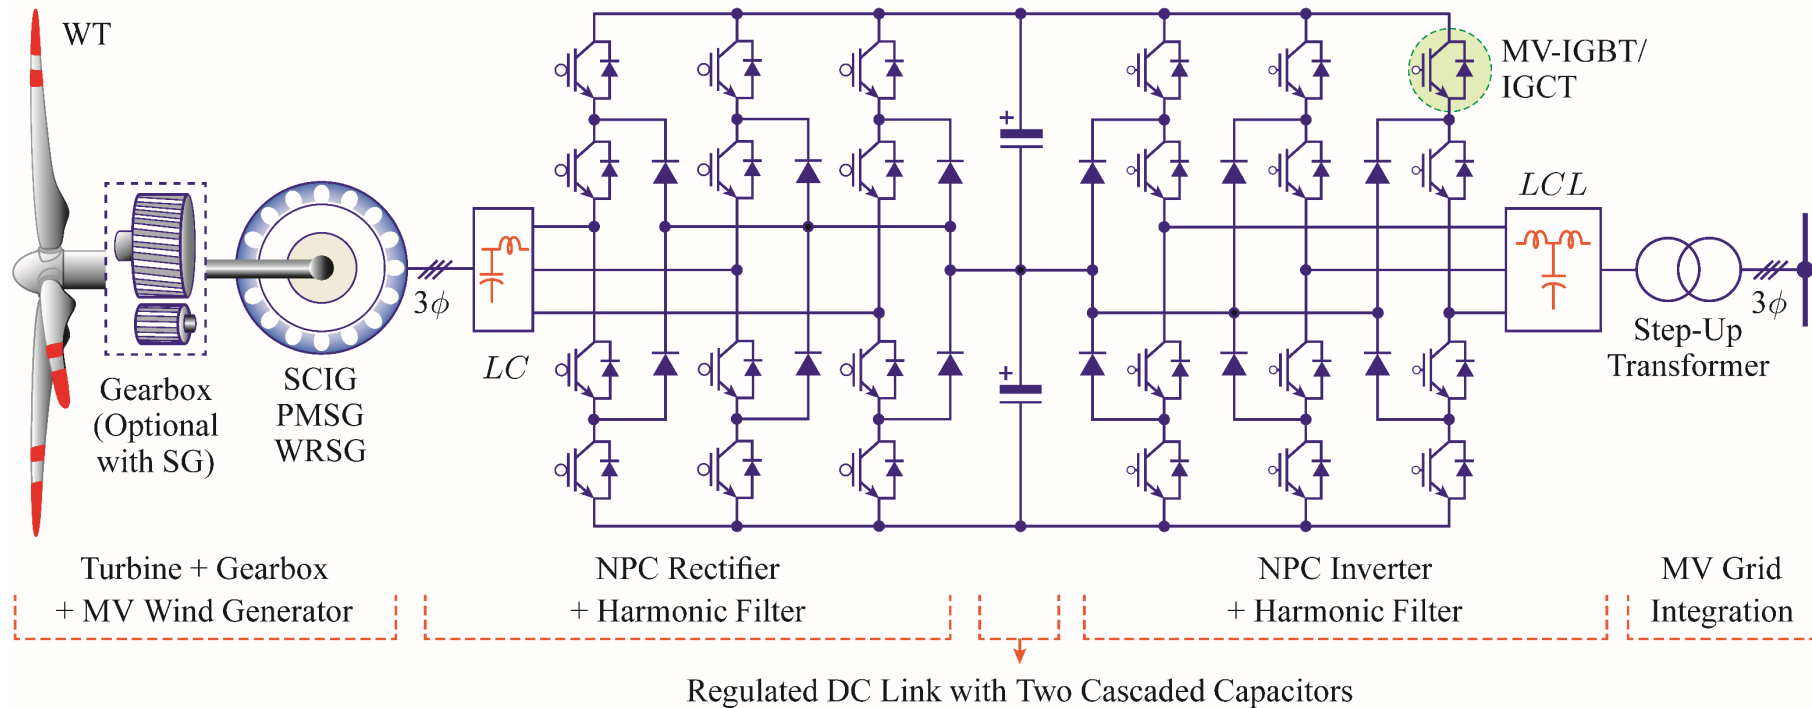 WT
MV-IGBT/
IGCT
+
LCL
3ϕ
LC
3ϕ
Step-Up
Transformer
+
Gearbox
(Optional
with SG)
SCIG
PMSG
WRSG
Turbine + Gearbox
+ MV Wind Generator
NPC Rectifier
+ Harmonic Filter
NPC Inverter
+ Harmonic Filter
MV Grid
Integration
Regulated DC Link with Two Cascaded Capacitors